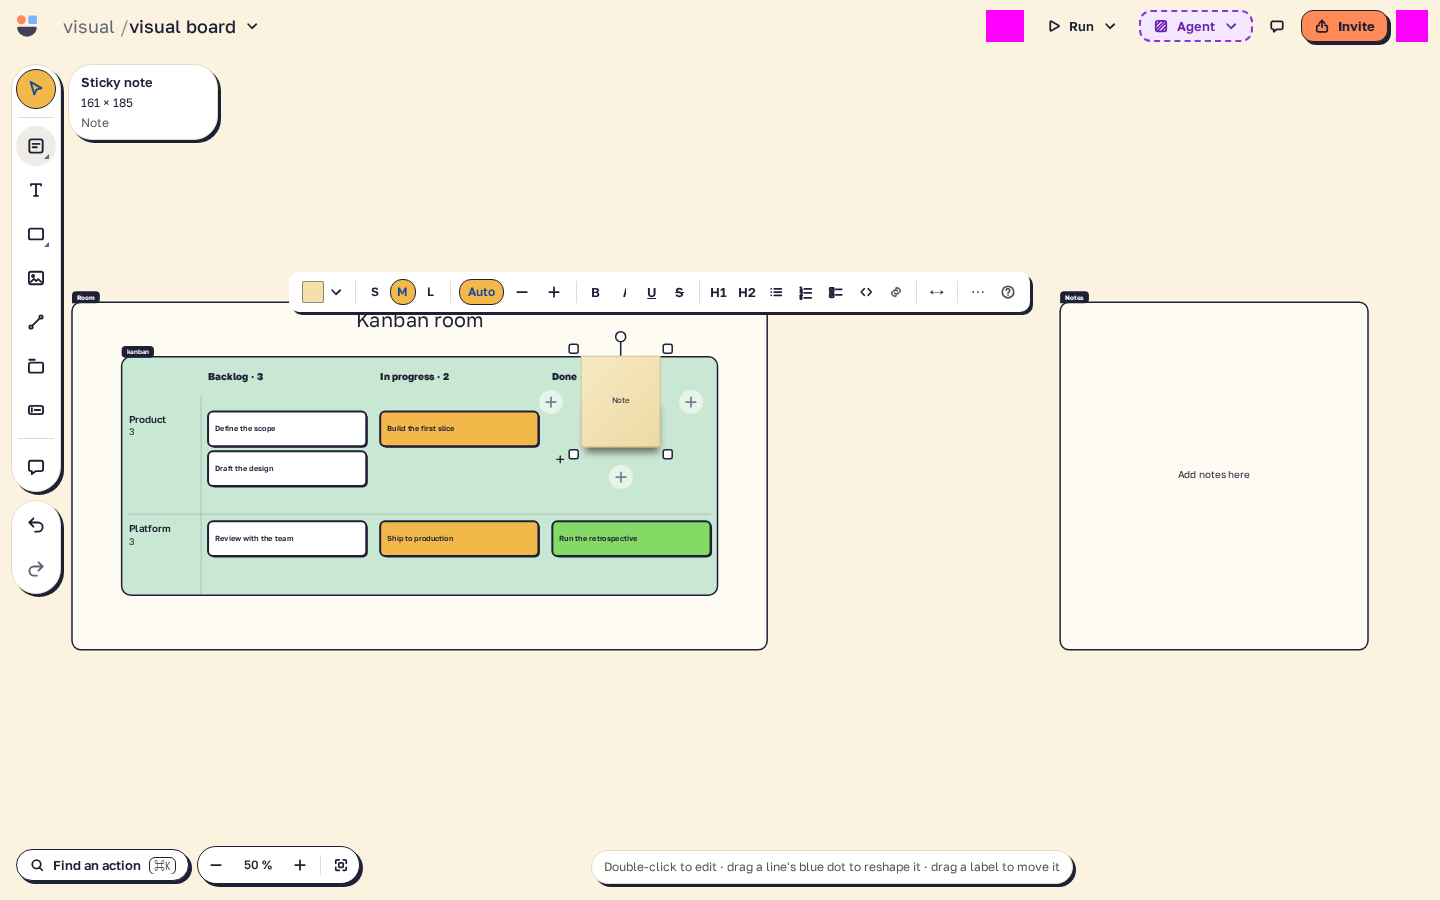 visual / visual board
Run
Agent
Invite
Sticky note
161 × 185
Note
S M L Auto B I U S H1 H2
Room
Kanban room
kanban
Backlog · 3
In progress · 2
Done
Product
3
Define the scope
Build the first slice
Draft the design
Note
Platform
3
Review with the team
Ship to production
Run the retrospective
Notes
Add notes here
Find an action ⌘K
50 %
Double-click to edit · drag a line's blue dot to reshape it · drag a label to move it